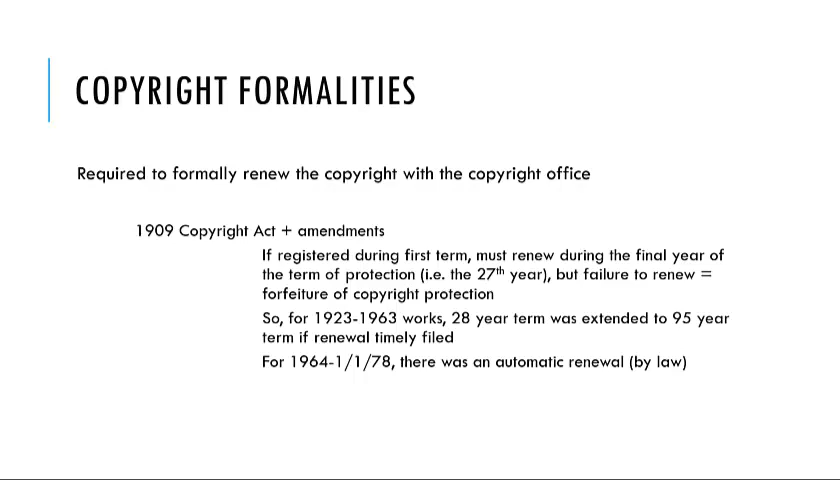 COPYRIGHT FORMALITIES
Required to formally renew the copyright with the copyright office
1909 Copyright Act + amendments
If registered during first term, must renew during the final year of
the term of protection (i.e. the 27th year), but failure to renew =
forfeiture of copyright protection
So, for 1923-1963 works, 28 year term was extended to 95 year
term if renewal timely filed
For 1964-1/1/78, there was an automatic renewal (by law)